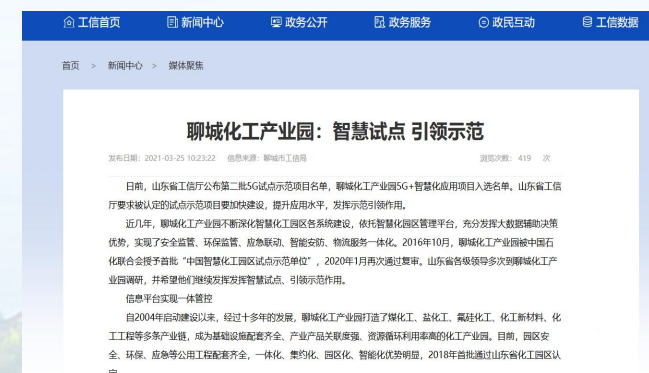 工信首页 新闻中心 政务公开 政务服务 政民互动 工信数据
首页 > 新闻中心 > 媒体聚焦
聊城化工产业园：智慧试点 引领示范
发布日期：2021-03-25 10:23:22 信息来源：聊城市工信局 浏览次数：419 次
日前，山东省工信厅公布第二批5G试点示范项目名单，聊城化工产业园5G+智慧化应用项目入选名单。山东省工信
厅要求被认定的试点示范项目要加快建设，提升应用水平，发挥示范引领作用。
近几年，聊城化工产业园不断深化智慧化工园区各系统建设，依托智慧化园区管理平台，充分发挥大数据辅助决策
优势，实现了安全监管、环保监管、应急联动、智能安防、物流服务一体化。2016年10月，聊城化工产业园被中国石
化联合会授予首批“中国智慧化工园区试点示范单位”，2020年1月再次通过复审。山东省各级领导多次到聊城化工产
业园调研，并希望他们继续发挥发挥智慧试点、引领示范作用。
信息平台实现一体管控
自2004年启动建设以来，经过十多年的发展，聊城化工产业园打造了煤化工、盐化工、氟硅化工、化工新材料、化
工工程等多条产业链，成为基础设施配套齐全、产业产品关联度强、资源循环利用率高的化工产业园。目前，园区安
全、环保、应急等公用工程配套齐全，一体化、集约化、园区化、智能化优势明显，2018年首批通过山东省化工园区认